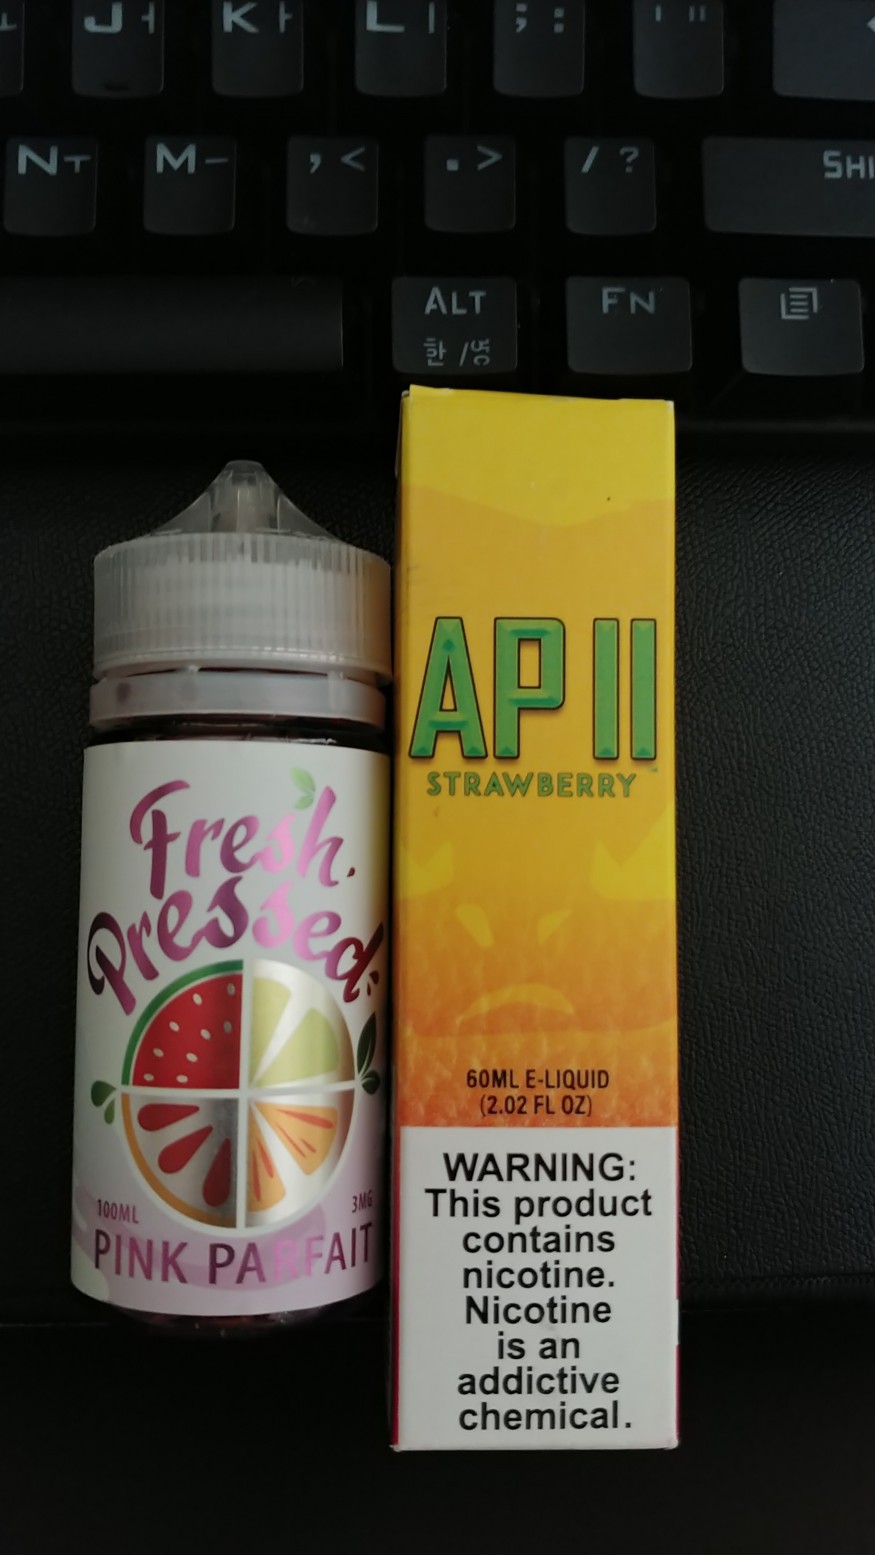 J ㅓ
K ㅏ
L ㅣ
; :
' "
N ㅜ
M ㅡ
, <
. >
/ ?
SHI
ALT
한/영
FN
Fresh
Pressed
100ML
3MG
PINK PARFAIT
AP II
STRAWBERRY
60ML E-LIQUID
(2.02 FL OZ)
WARNING:
This product
contains
nicotine.
Nicotine
is an
addictive
chemical.